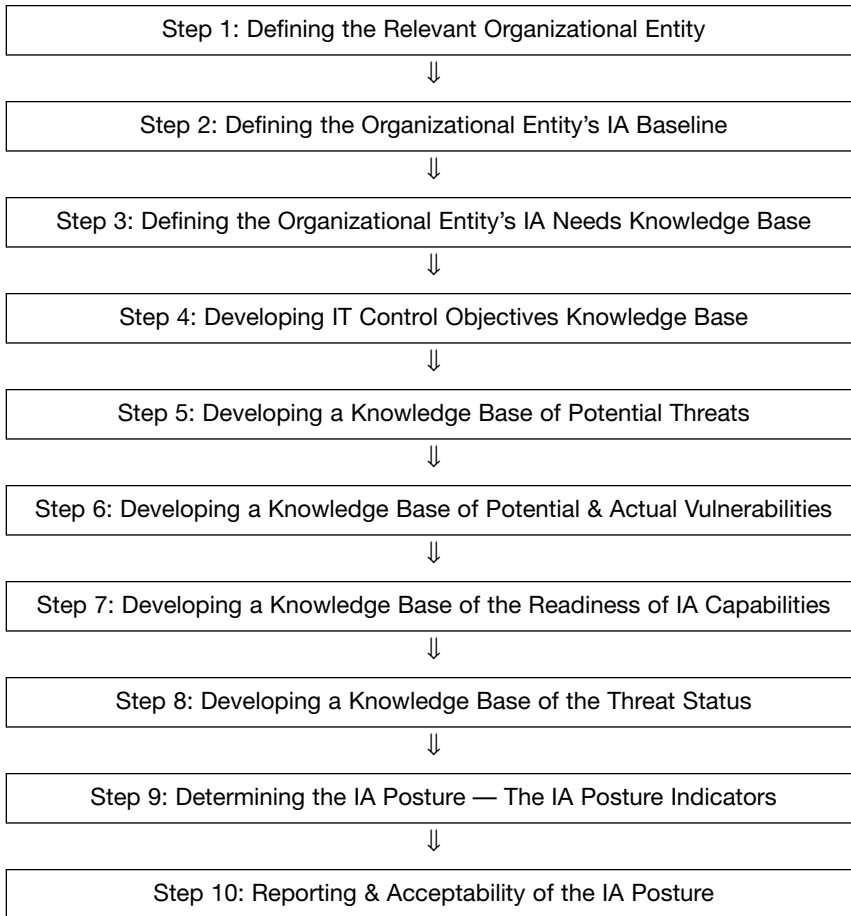 Step 1: Defining the Relevant Organizational Entity
⇓
Step 2: Defining the Organizational Entity’s IA Baseline
⇓
Step 3: Defining the Organizational Entity’s IA Needs Knowledge Base
⇓
Step 4: Developing IT Control Objectives Knowledge Base
⇓
Step 5: Developing a Knowledge Base of Potential Threats
⇓
Step 6: Developing a Knowledge Base of Potential & Actual Vulnerabilities
⇓
Step 7: Developing a Knowledge Base of the Readiness of IA Capabilities
⇓
Step 8: Developing a Knowledge Base of the Threat Status
⇓
Step 9: Determining the IA Posture — The IA Posture Indicators
⇓
Step 10: Reporting & Acceptability of the IA Posture